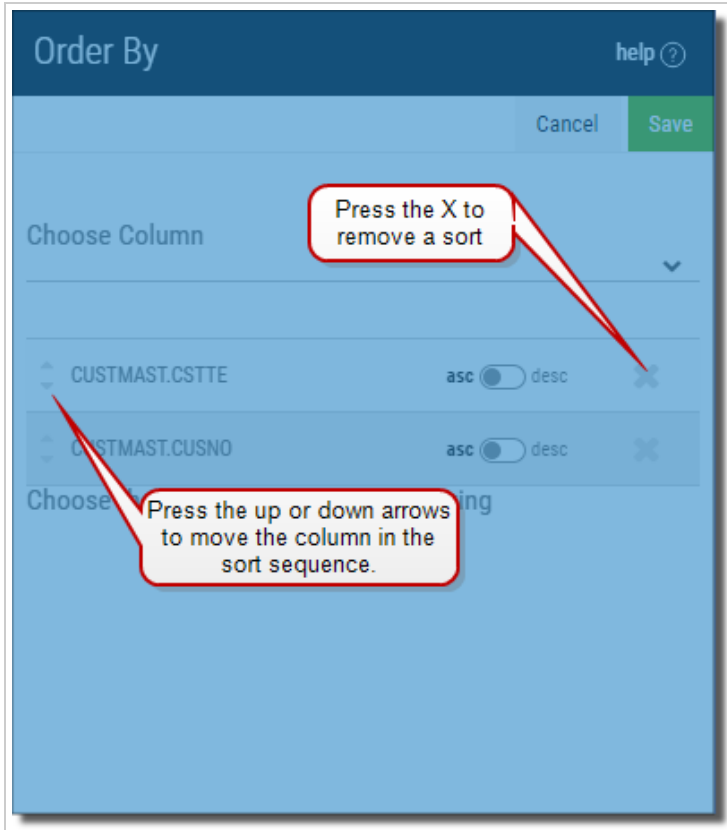 Order By
help ?
Cancel
Save
Press the X to
remove a sort
Choose Column
CUSTMAST.CSTTE
asc
desc
CUSTMAST.CUSNO
asc
desc
Choose
Press the up or down arrows
to move the column in the
sort sequence.